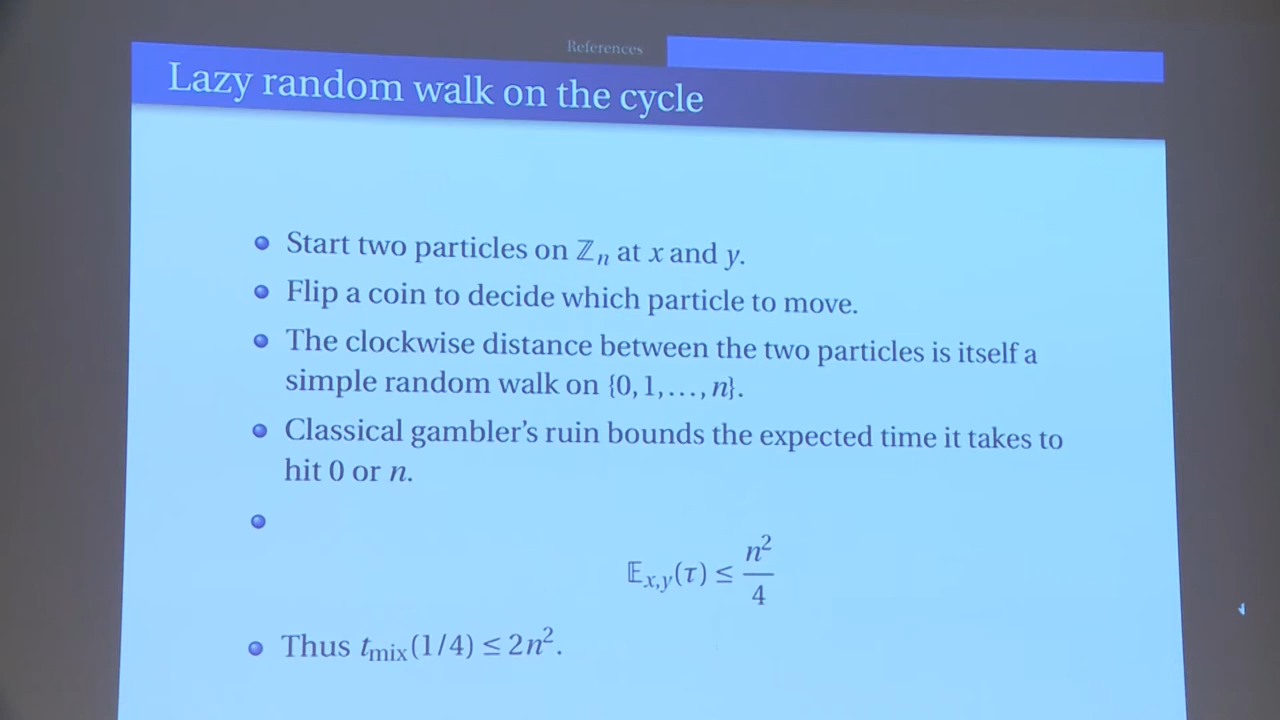 References
Lazy random walk on the cycle
• Start two particles on ℤₙ at x and y.
• Flip a coin to decide which particle to move.
• The clockwise distance between the two particles is itself a
simple random walk on {0, 1, …, n}.
• Classical gambler's ruin bounds the expected time it takes to
hit 0 or n.
•
𝔼_{x,y}(τ) ≤ n²/4
• Thus t_mix(1/4) ≤ 2n².